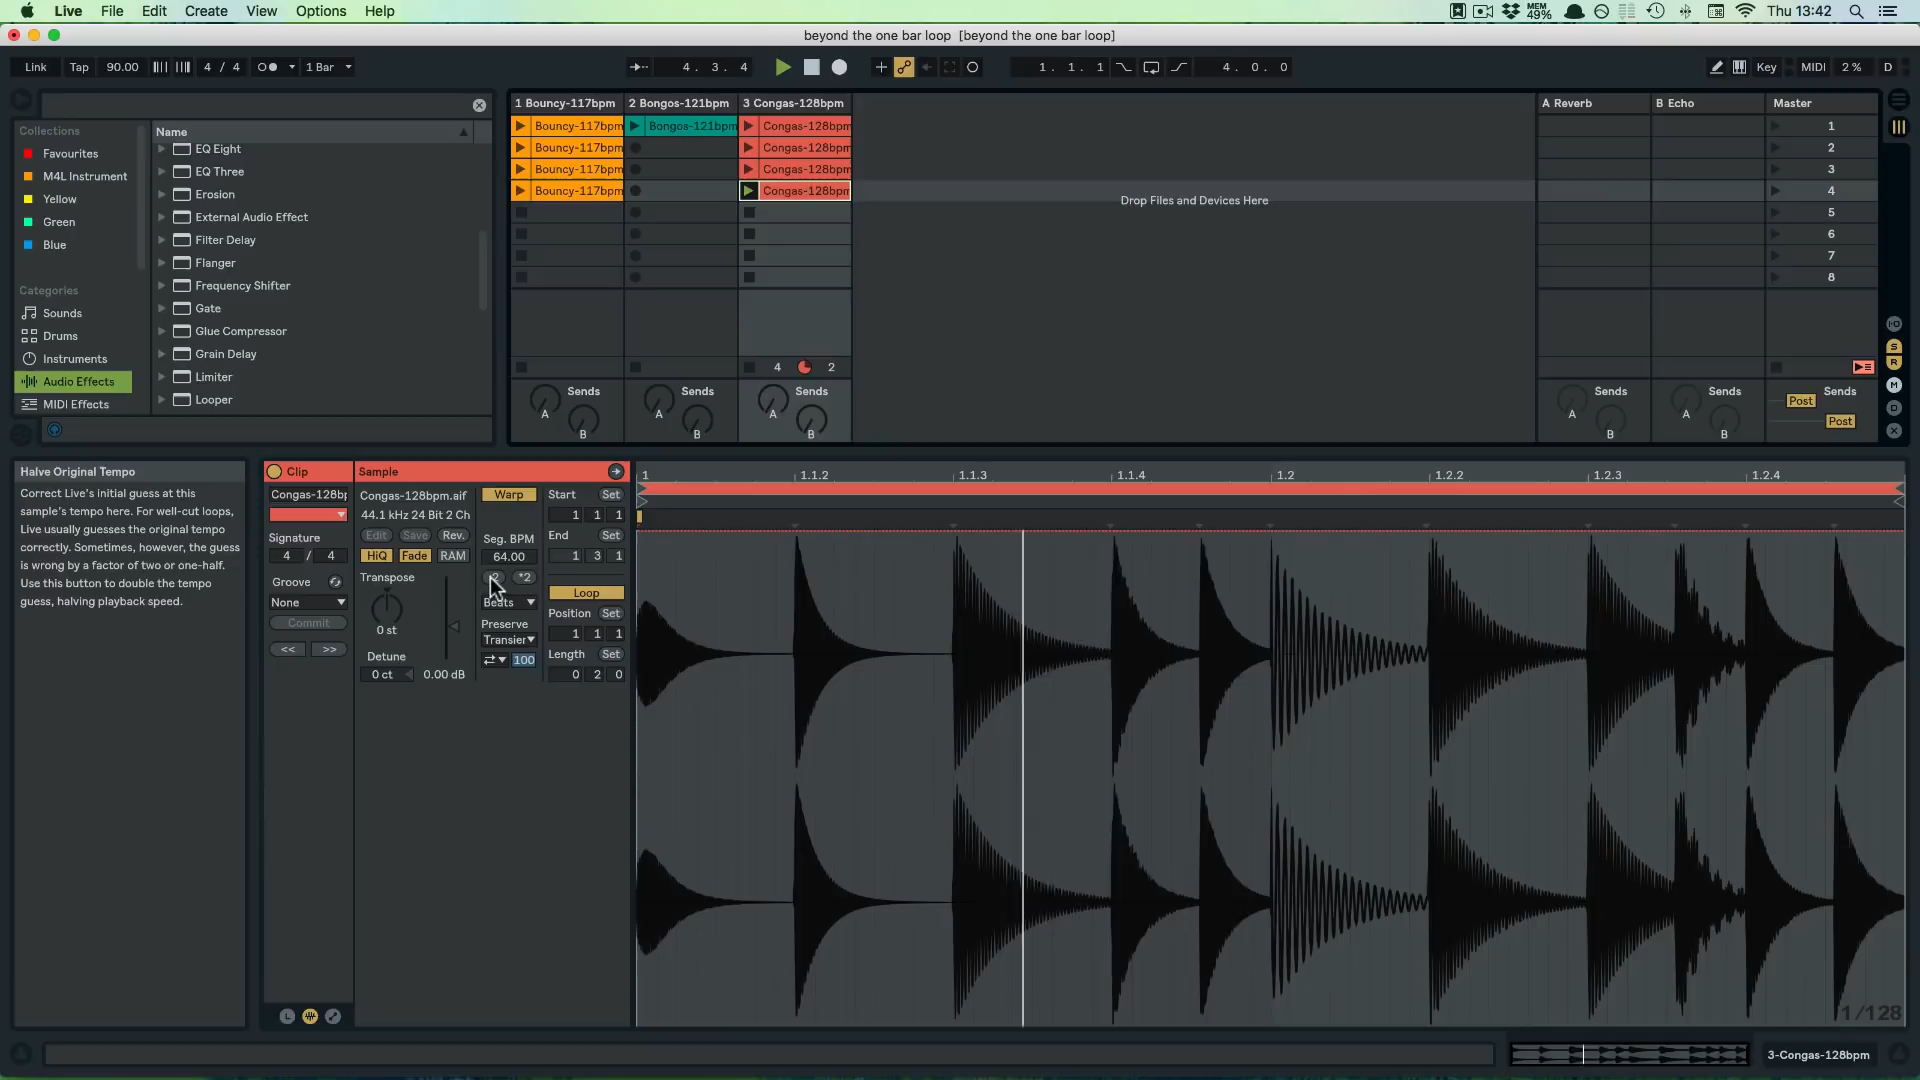 Live File Edit Create View Options Help
MEM 49% Thu 13:42
beyond the one bar loop [beyond the one bar loop]
Link Tap 90.00 4 / 4 1 Bar 4. 3. 4 1. 1. 1 4. 0. 0 Key MIDI 2 % D
Collections
Favourites
M4L Instrument
Yellow
Green
Blue
Categories
Sounds
Drums
Instruments
Audio Effects
MIDI Effects
Name
EQ Eight
EQ Three
Erosion
External Audio Effect
Filter Delay
Flanger
Frequency Shifter
Gate
Glue Compressor
Grain Delay
Limiter
Looper
1 Bouncy-117bpm 2 Bongos-121bpm 3 Congas-128bpm A Reverb B Echo Master
Bouncy-117bpm Bongos-121bpm Congas-128bpm 1
Bouncy-117bpm Congas-128bpm 2
Bouncy-117bpm Congas-128bpm 3
Bouncy-117bpm Congas-128bpm 4
Drop Files and Devices Here
5
6
7
8
4 2
Sends Sends Sends Sends Sends Sends
A A A A A Post
B B B B B Post
I·O
S
R
M
D
X
Halve Original Tempo
Correct Live's initial guess at this
sample's tempo here. For well-cut loops,
Live usually guesses the original tempo
correctly. Sometimes, however, the guess
is wrong by a factor of two or one-half.
Use this button to double the tempo
guess, halving playback speed.
Clip
Congas-128bp
Signature
4 / 4
Groove
None
Commit
<< >>
L
Sample
Congas-128bpm.aif
44.1 kHz 24 Bit 2 Ch
Edit Save Rev.
HiQ Fade RAM
Transpose
0 st
Detune
0 ct 0.00 dB
Warp
Seg. BPM
64.00
*2
Beats
Preserve
Transien
100
Start Set
1 1 1
End Set
1 3 1
Loop
Position Set
1 1 1
Length Set
0 2 0
1 1.1.2 1.1.3 1.1.4 1.2 1.2.2 1.2.3 1.2.4
1/128
3-Congas-128bpm